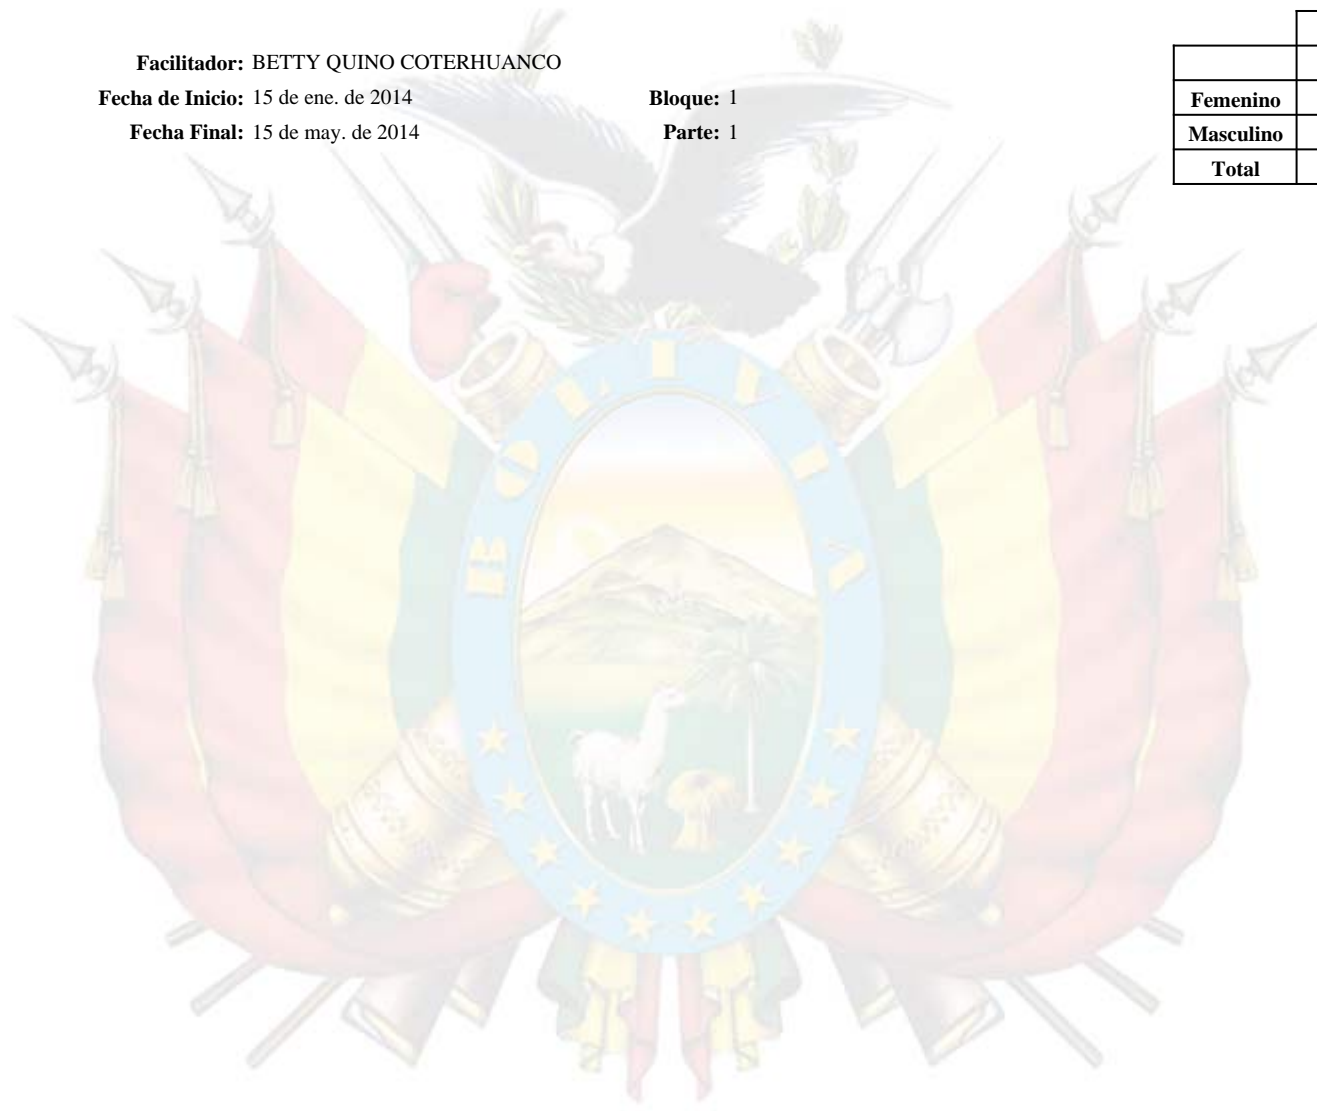 Facilitador: BETTY QUINO COTERHUANCO
Fecha de Inicio: 15 de ene. de 2014 Bloque: 1
Fecha Final: 15 de may. de 2014 Parte: 1
Femenino
Masculino
Total
BOLIVIA